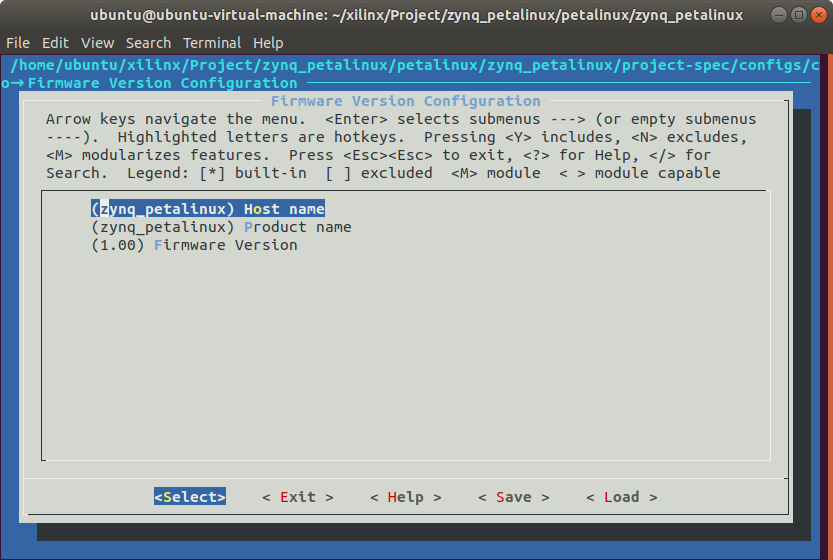 ubuntu@ubuntu-virtual-machine: ~/xilinx/Project/zynq_petalinux/petalinux/zynq_petalinux
File Edit View Search Terminal Help
/home/ubuntu/xilinx/Project/zynq_petalinux/petalinux/zynq_petalinux/project-spec/configs/c
o→Firmware Version Configuration
Firmware Version Configuration
Arrow keys navigate the menu.  <Enter> selects submenus ---> (or empty submenus
----).  Highlighted letters are hotkeys.  Pressing <Y> includes, <N> excludes,
<M> modularizes features.  Press <Esc><Esc> to exit, <?> for Help, </> for
Search.  Legend: [*] built-in  [ ] excluded  <M> module  < > module capable
(zynq_petalinux) Host name
(zynq_petalinux) Product name
(1.00) Firmware Version
<Select>    < Exit >    < Help >    < Save >    < Load >